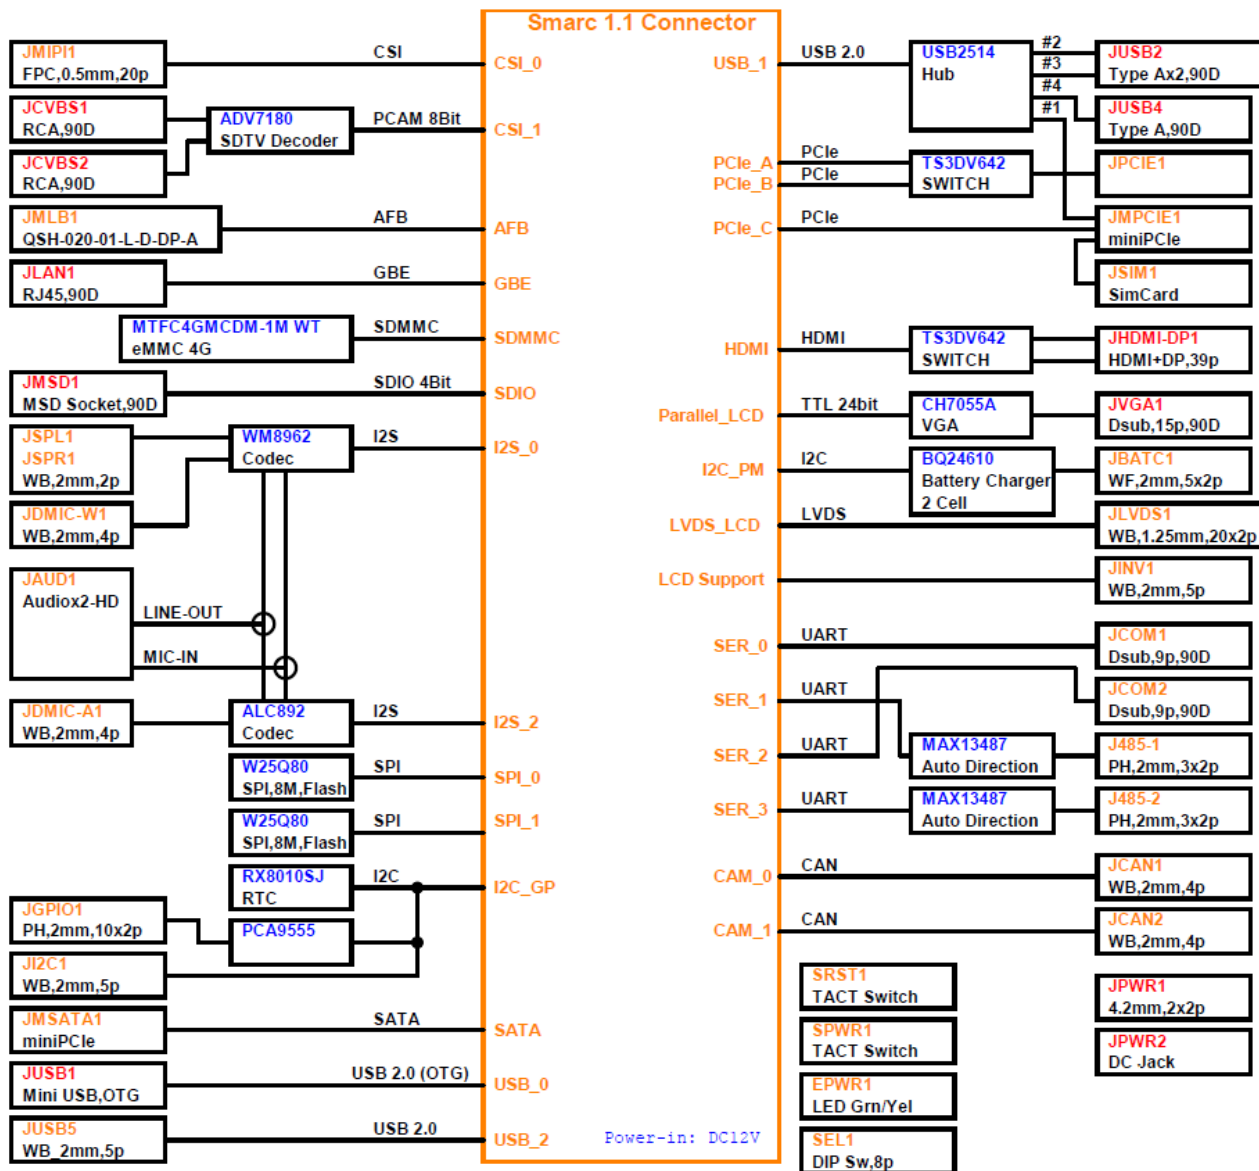 Smarc 1.1 Connector
JMIPI1
FPC,0.5mm,20p
CSI
CSI_0
JCVBS1
RCA,90D
ADV7180
SDTV Decoder
PCAM 8Bit
CSI_1
JCVBS2
RCA,90D
JMLB1
QSH-020-01-L-D-DP-A
AFB
AFB
JLAN1
RJ45,90D
GBE
GBE
MTFC4GMCDM-1M WT
eMMC 4G
SDMMC
SDMMC
JMSD1
MSD Socket,90D
SDIO 4Bit
SDIO
JSPL1
JSPR1
WB,2mm,2p
WM8962
Codec
I2S
I2S_0
JDMIC-W1
WB,2mm,4p
JAUD1
Audiox2-HD
LINE-OUT
MIC-IN
JDMIC-A1
WB,2mm,4p
ALC892
Codec
I2S
I2S_2
W25Q80
SPI,8M,Flash
SPI
SPI_0
W25Q80
SPI,8M,Flash
SPI
SPI_1
RX8010SJ
RTC
I2C
I2C_GP
JGPIO1
PH,2mm,10x2p
PCA9555
JI2C1
WB,2mm,5p
JMSATA1
miniPCIe
SATA
SATA
JUSB1
Mini USB,OTG
USB 2.0 (OTG)
USB_0
JUSB5
WB_2mm,5p
USB 2.0
USB_2
USB_1
USB 2.0
USB2514
Hub
#2
#3
#4
#1
JUSB2
Type Ax2,90D
JUSB4
Type A,90D
PCIe_A
PCIe
PCIe_B
PCIe
TS3DV642
SWITCH
JPCIE1
PCIe_C
PCIe
JMPCIE1
miniPCIe
JSIM1
SimCard
HDMI
HDMI
TS3DV642
SWITCH
JHDMI-DP1
HDMI+DP,39p
Parallel_LCD
TTL 24bit
CH7055A
VGA
JVGA1
Dsub,15p,90D
I2C_PM
I2C
BQ24610
Battery Charger
2 Cell
JBATC1
WF,2mm,5x2p
LVDS_LCD
LVDS
JLVDS1
WB,1.25mm,20x2p
LCD Support
JINV1
WB,2mm,5p
SER_0
UART
JCOM1
Dsub,9p,90D
SER_1
UART
JCOM2
Dsub,9p,90D
SER_2
UART
MAX13487
Auto Direction
J485-1
PH,2mm,3x2p
SER_3
UART
MAX13487
Auto Direction
J485-2
PH,2mm,3x2p
CAM_0
CAN
JCAN1
WB,2mm,4p
CAM_1
CAN
JCAN2
WB,2mm,4p
SRST1
TACT Switch
JPWR1
4.2mm,2x2p
SPWR1
TACT Switch
JPWR2
DC Jack
EPWR1
LED Grn/Yel
SEL1
DIP Sw,8p
Power-in: DC12V